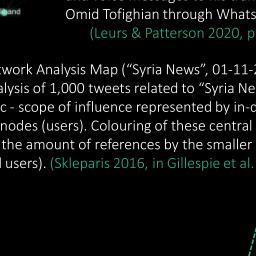 Omid Tofighian through Whats
(Leurs & Patterson 2020, p
work Analysis Map (“Syria News”, 01-11-2
alysis of 1,000 tweets related to “Syria Ne
c - scope of influence represented by in-d
nodes (users). Colouring of these central
the amount of references by the smaller
users). (Skleparis 2016, in Gillespie et al.